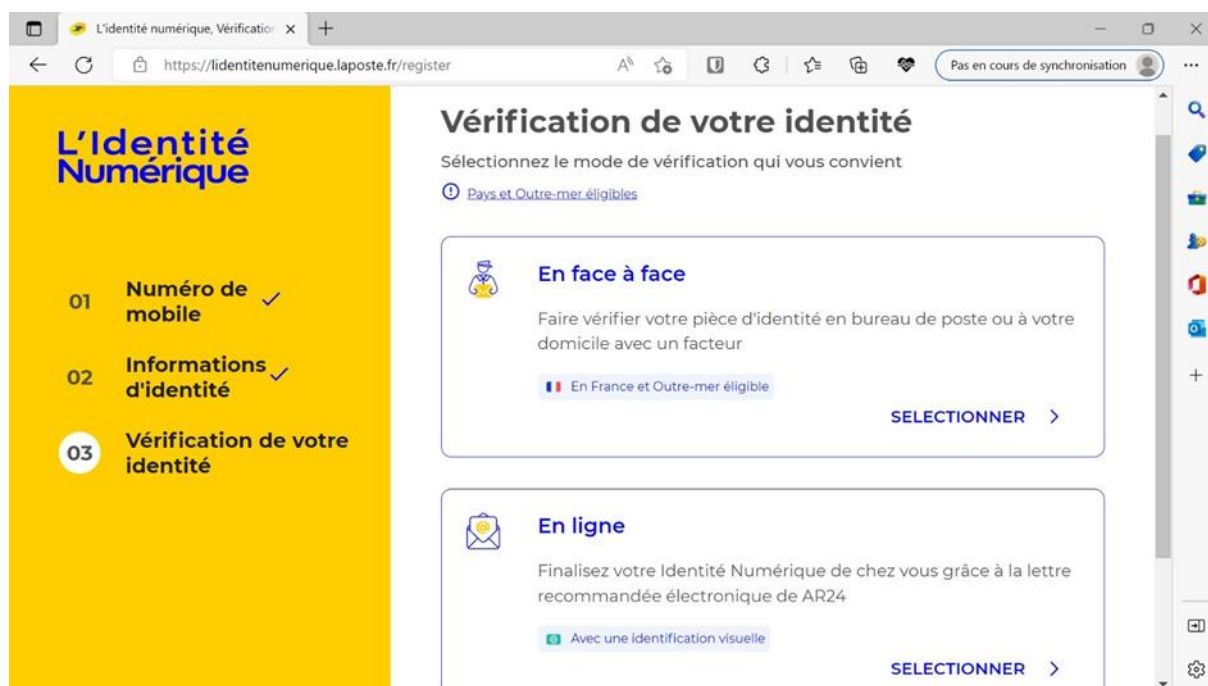 L'identité numérique, Vérification
https://lidentitenumerique.laposte.fr/register
Pas en cours de synchronisation
L'Identité
Numérique
01
Numéro de
mobile
02
Informations
d'identité
03
Vérification de votre
identité
Vérification de votre identité
Sélectionnez le mode de vérification qui vous convient
Pays et Outre-mer éligibles
En face à face
Faire vérifier votre pièce d'identité en bureau de poste ou à votre
domicile avec un facteur
En France et Outre-mer éligible
SELECTIONNER
En ligne
Finalisez votre Identité Numérique de chez vous grâce à la lettre
recommandée électronique de AR24
Avec une identification visuelle
SELECTIONNER